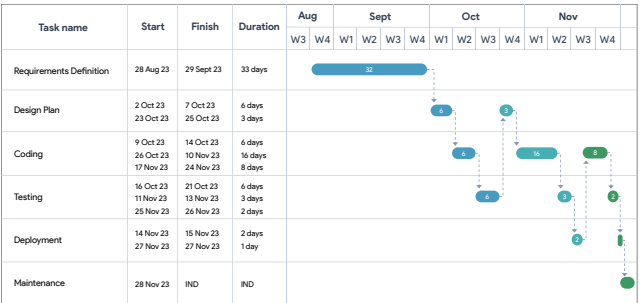 Task name Start Finish Duration Aug Sept Oct Nov
W3 W4 W1 W2 W3 W4 W1 W2 W3 W4 W1 W2 W3 W4
Requirements Definition 28 Aug 23 29 Sept 23 33 days 32
Design Plan
2 Oct 23 7 Oct 23 6 days
23 Oct 23 25 Oct 23 3 days
6 3
Coding
9 Oct 23 14 Oct 23 6 days
26 Oct 23 10 Nov 23 16 days
17 Nov 23 24 Nov 23 8 days
6 16 8
Testing
16 Oct 23 21 Oct 23 6 days
11 Nov 23 13 Nov 23 3 days
25 Nov 23 26 Nov 23 2 days
6 3 2
Deployment
14 Nov 23 15 Nov 23 2 days
27 Nov 23 27 Nov 23 1 day
2
Maintenance 28 Nov 23 IND IND